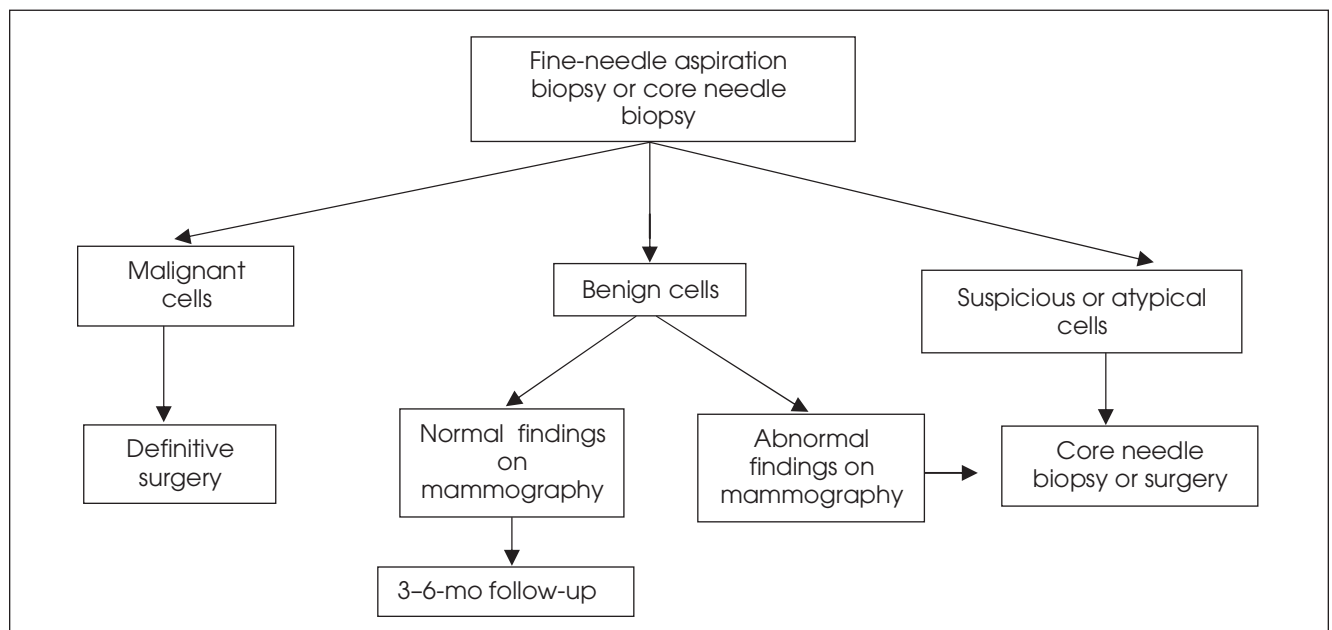 Fine-needle aspiration
biopsy or core needle
biopsy
Malignant
cells
Benign cells
Suspicious or atypical
cells
Definitive
surgery
Normal findings
on
mammography
Abnormal
findings on
mammography
Core needle
biopsy or surgery
3–6-mo follow-up